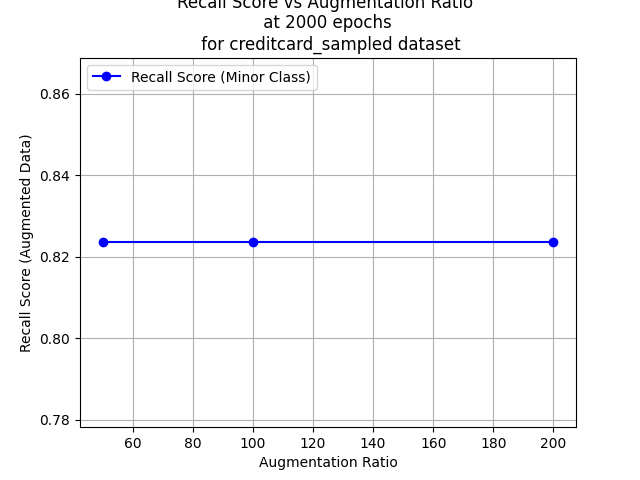 Recall Score vs Augmentation Ratio
at 2000 epochs
for creditcard_sampled dataset
Recall Score (Minor Class)
0.86
0.84
0.82
0.80
0.78
Recall Score (Augmented Data)
60 80 100 120 140 160 180 200
Augmentation Ratio